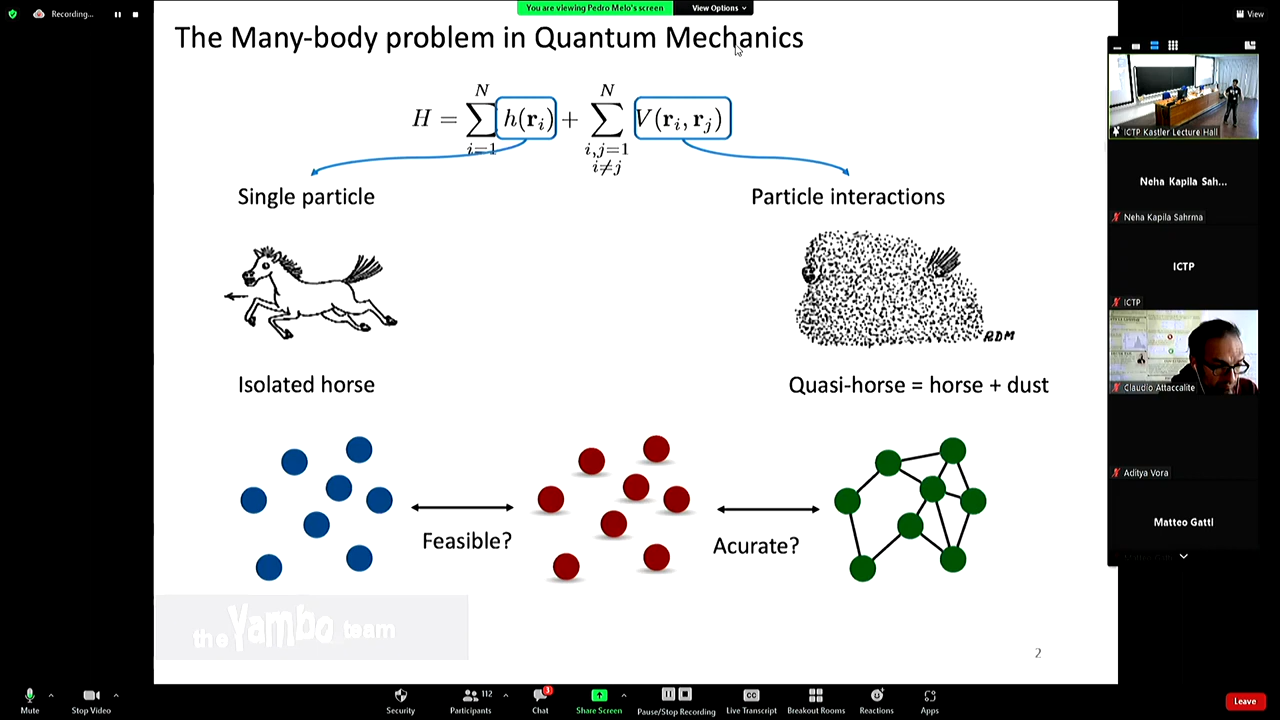 Recording...
You are viewing Pedro Melo's screen
View Options
View
The Many-body problem in Quantum Mechanics
H = ∑_{i=1}^{N} h(r_i) + ∑_{i,j=1 i≠j}^{N} V(r_i, r_j)
Single particle
Particle interactions
RDM
Isolated horse
Quasi-horse = horse + dust
Feasible?
Acurate?
the Yambo team
2
ICTP Kastler Lecture Hall
Neha Kapila Sah...
Neha Kapila Sahrma
ICTP
ICTP
Claudio Attaccalite
Aditya Vora
Matteo Gatti
Mute
Stop Video
Security
Participants
112
Chat
3
Share Screen
Pause/Stop Recording
CC
Live Transcript
Breakout Rooms
Reactions
Apps
Leave